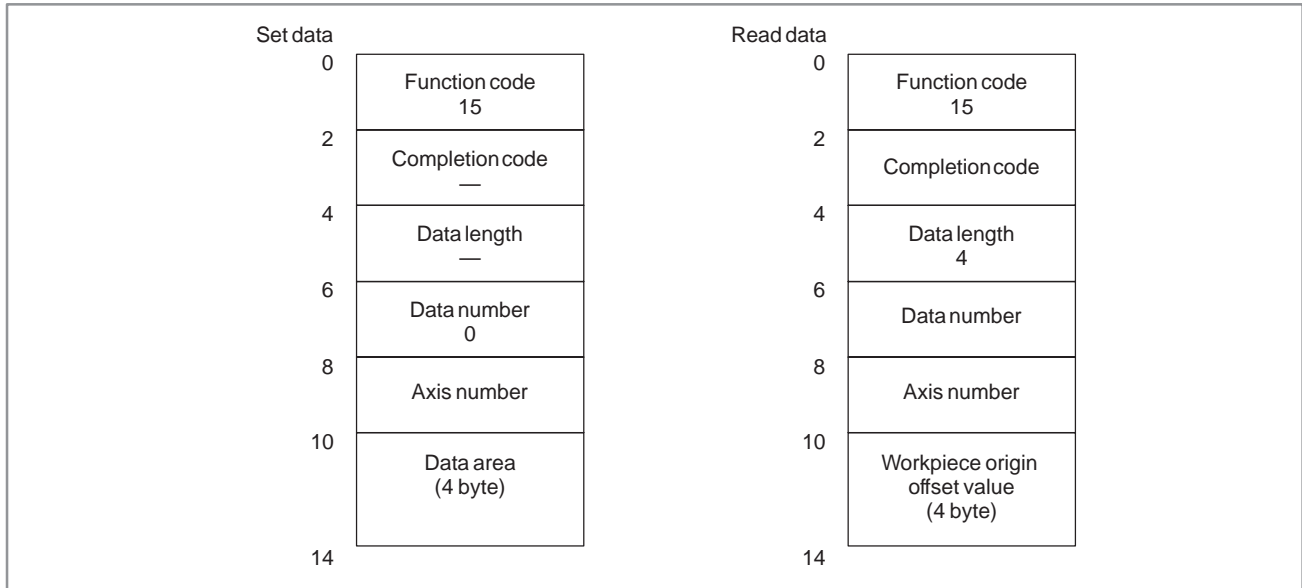 Set data
0
Function code
15
2
Completion code
—
4
Data length
—
6
Data number
0
8
Axis number
10
Data area
(4 byte)
14
Read data
0
Function code
15
2
Completion code
4
Data length
4
6
Data number
8
Axis number
10
Workpiece origin
offset value
(4 byte)
14